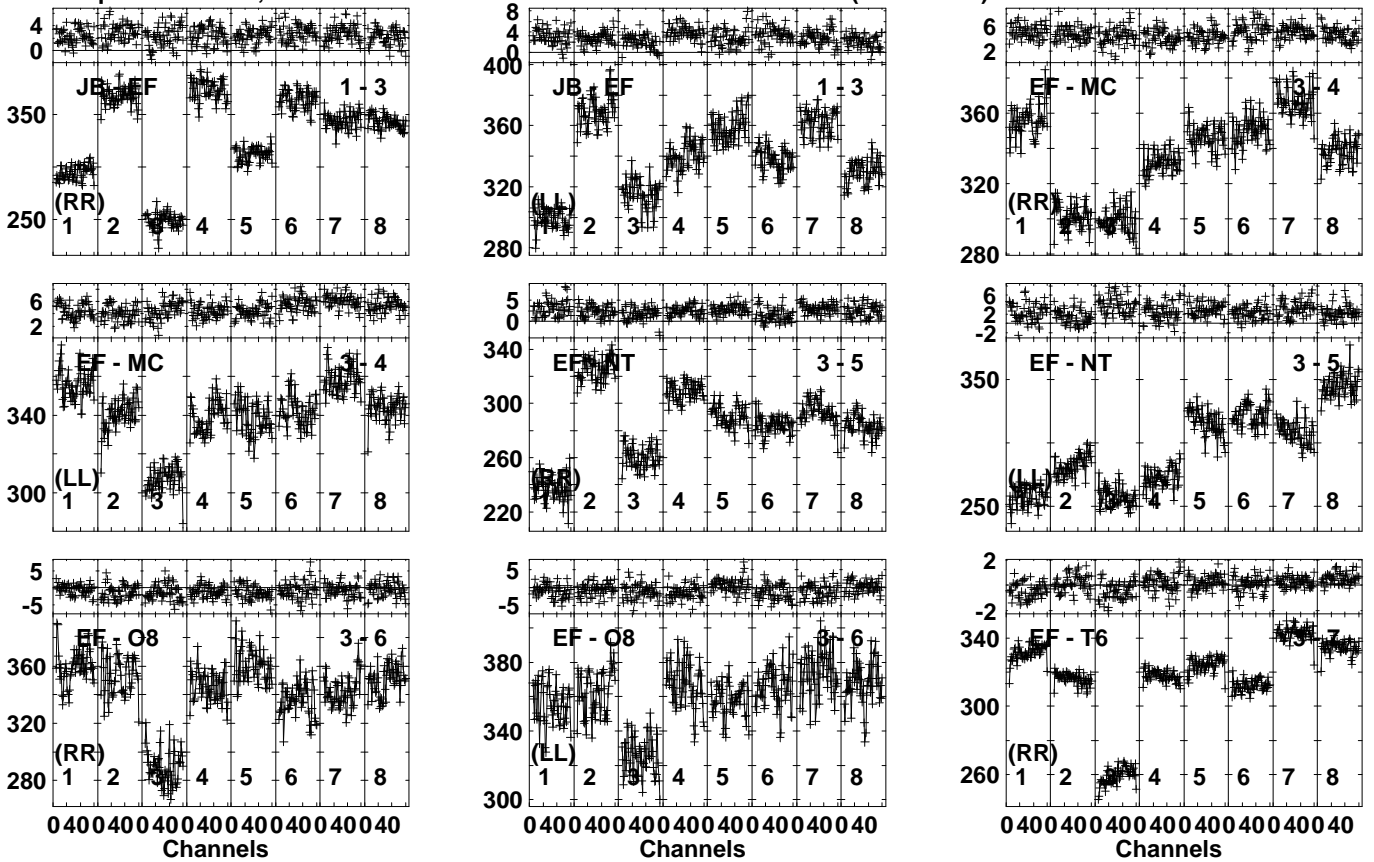 4 0
8 4 0
6 2
JB - EF 1 - 3
350
250
(RR)
1 2 3 4 5 6 7 8
JB - EF 1 - 3
400
360
320
280
(LL)
1 2 3 4 5 6 7 8
EF - MC 3 - 4
360
320
280
(RR)
1 2 3 4 5 6 7 8
6 2
5 0
6 2 -2
EF - MC 3 - 4
340
300
(LL)
1 2 3 4 5 6 7 8
EF - NT 3 - 5
340
300
260
220
(RR)
1 2 3 4 5 6 7 8
EF - NT 3 - 5
350
250
(LL)
1 2 3 4 5 6 7 8
5 -5
5 -5
2 -2
EF - O8 3 - 6
360
320
280
(RR)
1 2 3 4 5 6 7 8
EF - O8 3 - 6
380
340
300
(LL)
1 2 3 4 5 6 7 8
EF - T6 3 - 7
340
300
260
(RR)
1 2 3 4 5 6 7 8
0 40 0 40 0 40 0 40 0 40 0 40 0 40 0 40
0 40 0 40 0 40 0 40 0 40 0 40 0 40 0 40
0 40 0 40 0 40 0 40 0 40 0 40 0 40 0 40
Channels
Channels
Channels